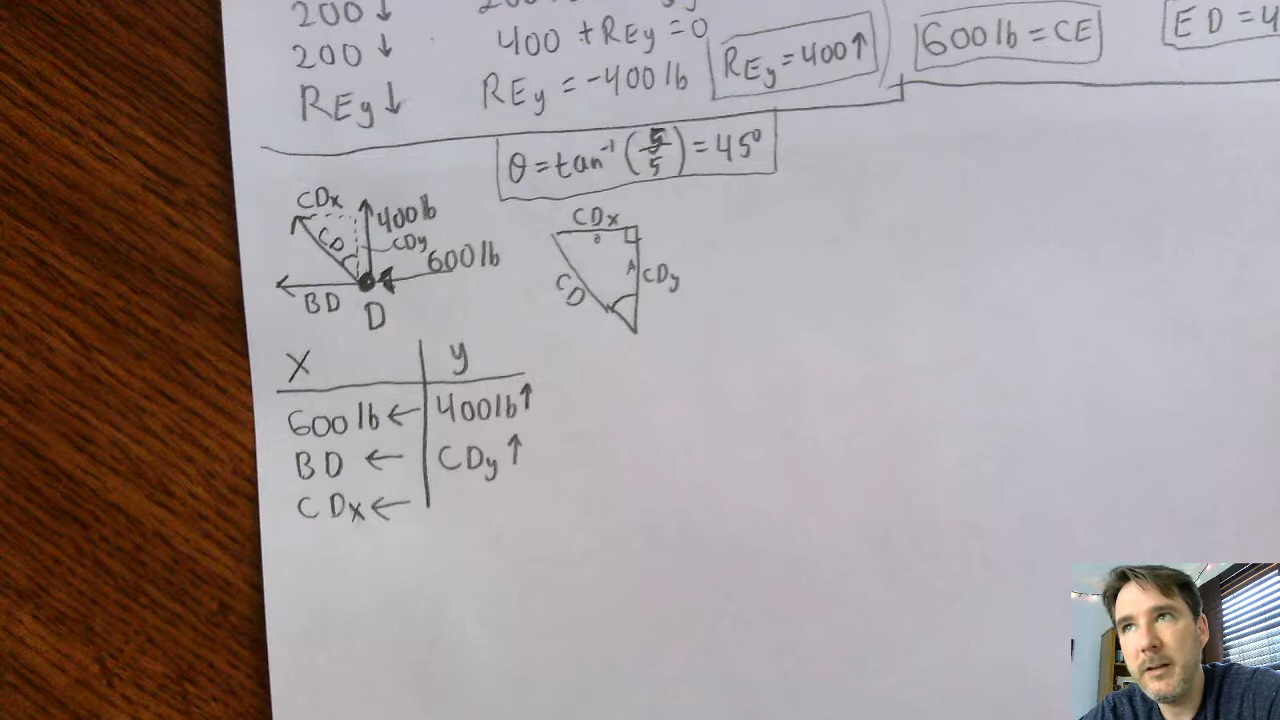 200 ↓
400 + REy = 0
200 ↓
REy = -400 lb
REy = 400 ↑
600 lb = CE
ED = 4
REy ↓
θ = tan⁻¹ (5/5) = 45°
CDx
400 lb
CD
CDy
600 lb
BD
D
CDx
o
A
CDy
CD
x y
600 lb ← 400 lb ↑
BD ← CDy ↑
CDx ←